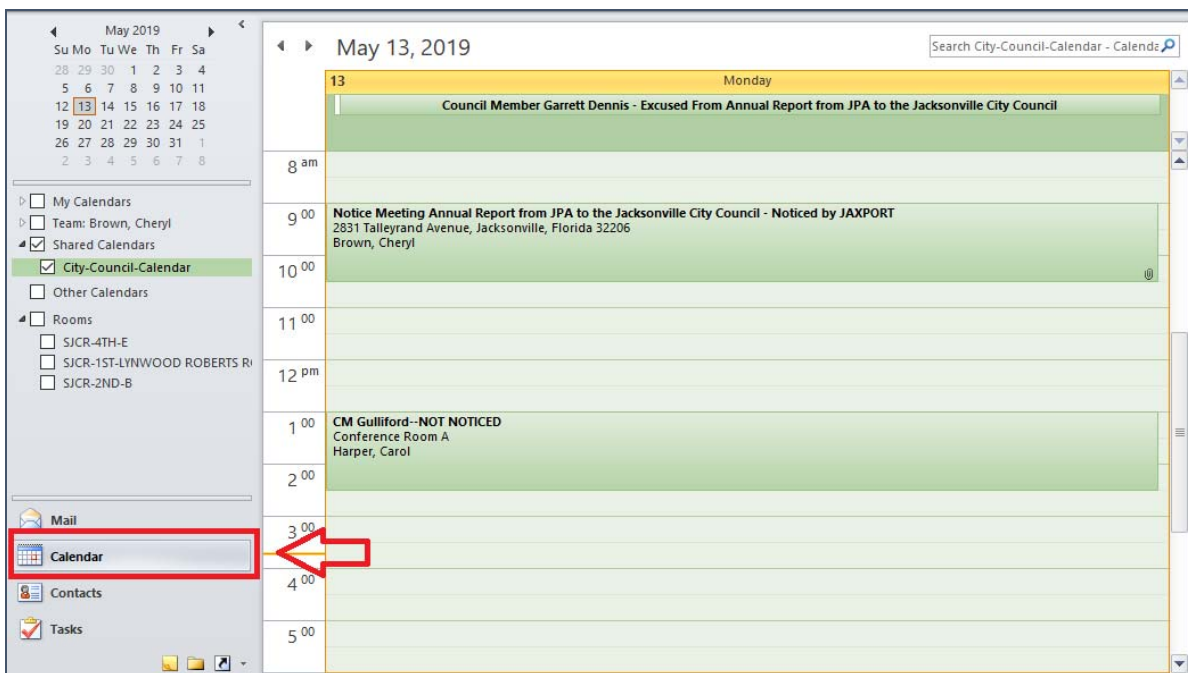 May 2019
Su Mo Tu We Th Fr Sa
28 29 30 1 2 3 4
5 6 7 8 9 10 11
12 13 14 15 16 17 18
19 20 21 22 23 24 25
26 27 28 29 30 31 1
2 3 4 5 6 7 8
My Calendars
Team: Brown, Cheryl
Shared Calendars
City-Council-Calendar
Other Calendars
Rooms
SJCR-4TH-E
SJCR-1ST-LYNWOOD ROBERTS
SJCR-2ND-B
Mail
Calendar
Contacts
Tasks
May 13, 2019
Search City-Council-Calendar - Calenda
13 Monday
Council Member Garrett Dennis - Excused From Annual Report from JPA to the Jacksonville City Council
8 am
9 00
Notice Meeting Annual Report from JPA to the Jacksonville City Council - Noticed by JAXPORT
2831 Talleyrand Avenue, Jacksonville, Florida 32206
Brown, Cheryl
10 00
11 00
12 pm
1 00
CM Gulliford--NOT NOTICED
Conference Room A
Harper, Carol
2 00
3 00
4 00
5 00